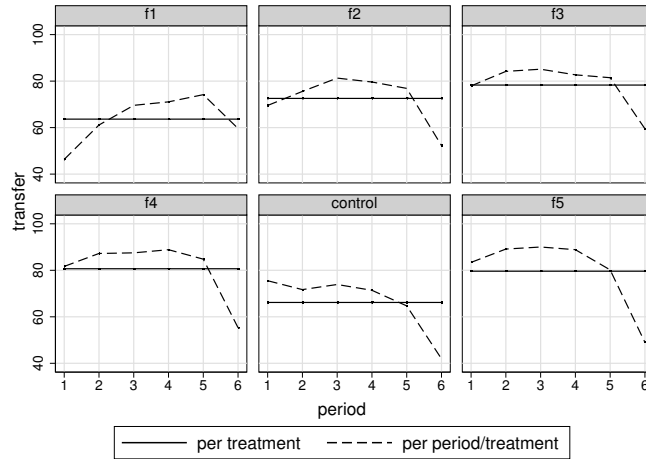 f1 f2 f3
100
80
60
40
f4 control f5
100
80
60
40
transfer
1 2 3 4 5 6 1 2 3 4 5 6 1 2 3 4 5 6
period
per treatment per period/treatment